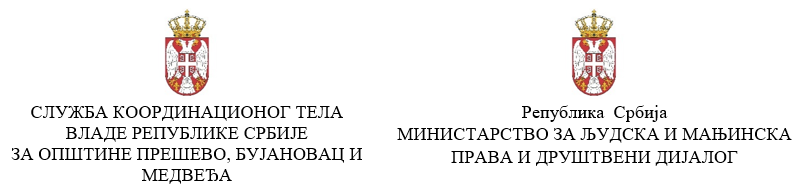 СЛУЖБА КООРДИНАЦИОНОГ ТЕЛА
ВЛАДЕ РЕПУБЛИКЕ СРБИЈЕ
ЗА ОПШТИНЕ ПРЕШЕВО, БУЈАНОВАЦ И
МЕДВЕЂА
Република Србија
МИНИСТАРСТВО ЗА ЉУДСКА И МАЊИНСКА
ПРАВА И ДРУШТВЕНИ ДИЈАЛОГ